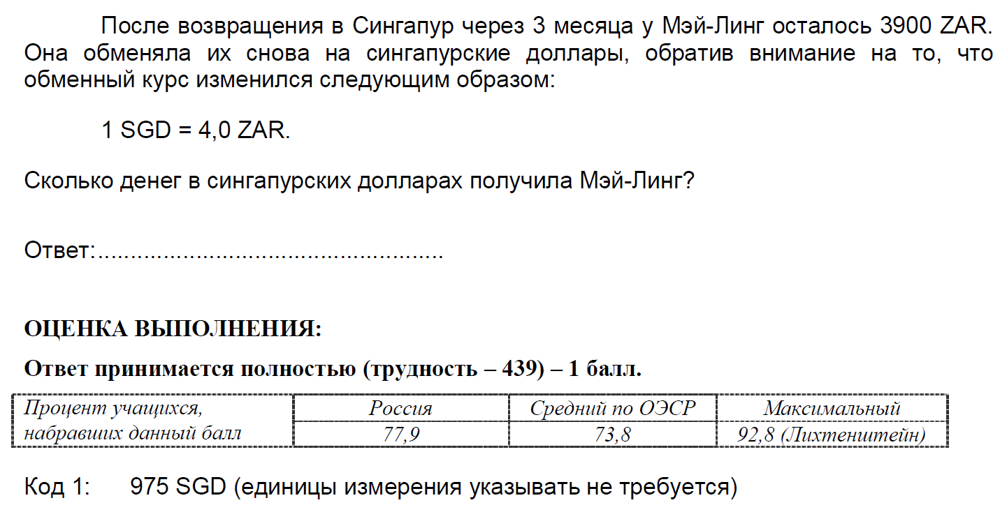 После возвращения в Сингапур через 3 месяца у Мэй-Линг осталось 3900 ZAR.
Она обменяла их снова на сингапурские доллары, обратив внимание на то, что
обменный курс изменился следующим образом:
1 SGD = 4,0 ZAR.
Сколько денег в сингапурских долларах получила Мэй-Линг?
Ответ:.....................................................
ОЦЕНКА ВЫПОЛНЕНИЯ:
Ответ принимается полностью (трудность – 439) – 1 балл.
Процент учащихся, Россия Средний по ОЭСР Максимальный
набравших данный балл 77,9 73,8 92,8 (Лихтенштейн)
Код 1: 975 SGD (единицы измерения указывать не требуется)